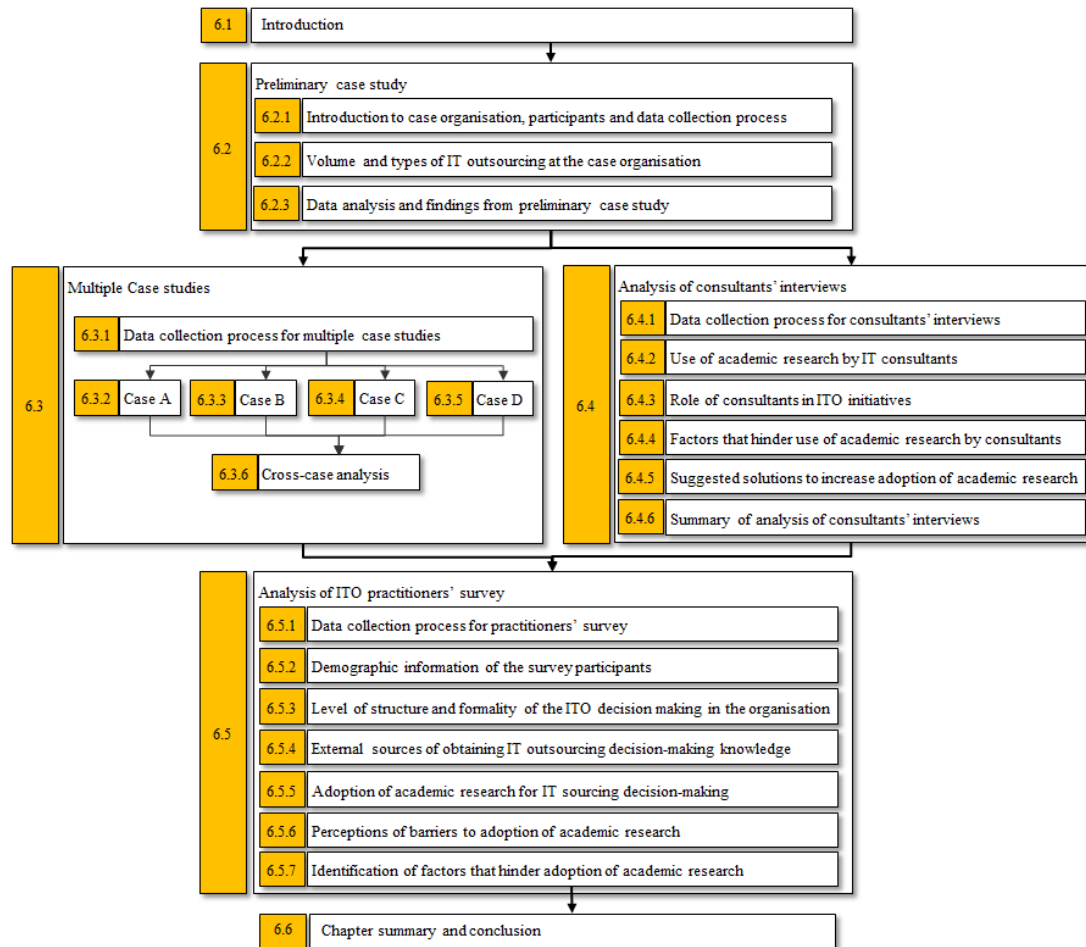 6.1 Introduction
6.2
Preliminary case study
6.2.1 Introduction to case organisation, participants and data collection process
6.2.2 Volume and types of IT outsourcing at the case organisation
6.2.3 Data analysis and findings from preliminary case study
6.3
Multiple Case studies
6.3.1 Data collection process for multiple case studies
6.3.2 Case A
6.3.3 Case B
6.3.4 Case C
6.3.5 Case D
6.3.6 Cross-case analysis
6.4
Analysis of consultants' interviews
6.4.1 Data collection process for consultants' interviews
6.4.2 Use of academic research by IT consultants
6.4.3 Role of consultants in ITO initiatives
6.4.4 Factors that hinder use of academic research by consultants
6.4.5 Suggested solutions to increase adoption of academic research
6.4.6 Summary of analysis of consultants' interviews
6.5
Analysis of ITO practitioners' survey
6.5.1 Data collection process for practitioners' survey
6.5.2 Demographic information of the survey participants
6.5.3 Level of structure and formality of the ITO decision making in the organisation
6.5.4 External sources of obtaining IT outsourcing decision-making knowledge
6.5.5 Adoption of academic research for IT sourcing decision-making
6.5.6 Perceptions of barriers to adoption of academic research
6.5.7 Identification of factors that hinder adoption of academic research
6.6 Chapter summary and conclusion